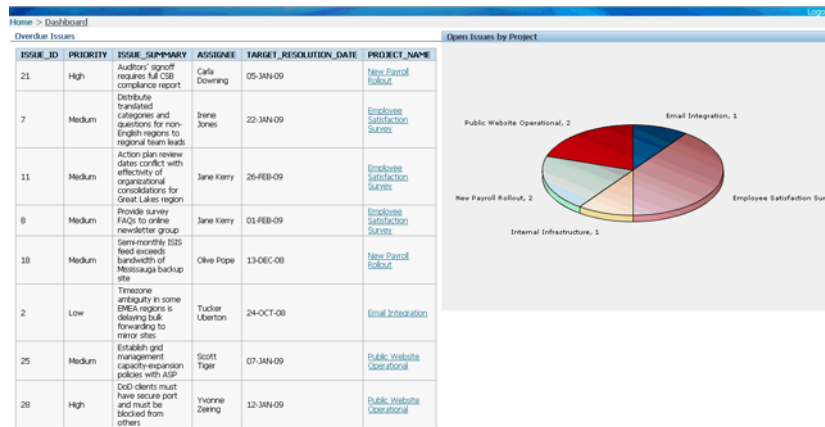 Logo
Home > Dashboard
Overdue Issues
Open Issues by Project
ISSUE_ID PRIORITY ISSUE_SUMMARY ASSIGNEE TARGET_RESOLUTION_DATE PROJECT_NAME
21 High Auditors' signoff requires full CSB compliance report Carla Downing 05-JAN-09 New Payroll Rollout
7 Medium Distribute translated categories and questions for non-English regions to regional team leads Irene Jones 22-JAN-09 Employee Satisfaction Survey
11 Medium Action plan review dates conflict with effectivity of organizational consolidations for Great Lakes region Jane Kerry 26-FEB-09 Employee Satisfaction Survey
8 Medium Provide survey FAQs to online newsletter group Jane Kerry 01-FEB-09 Employee Satisfaction Survey
18 Medium Semi-monthly ISIS feed exceeds bandwidth of Mississauga backup site Olive Pope 13-DEC-08 New Payroll Rollout
2 Low Timezone ambiguity in some EMEA regions is delaying bulk forwarding to mirror sites Tucker Uberton 24-OCT-08 Email Integration
25 Medium Establish grid management capacity-expansion policies with ASP Scott Tiger 07-JAN-09 Public Website Operational
28 High DoD clients must have secure port and must be blocked from others Yvonne Zeiring 12-JAN-09 Public Website Operational
Public Website Operational, 2
Email Integration, 1
New Payroll Rollout, 2
Employee Satisfaction Sur
Internal Infrastructure, 1